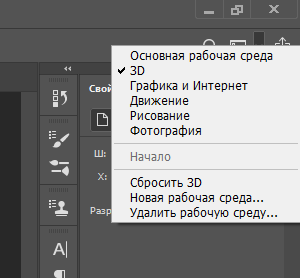 Основная рабочая среда
3D
Графика и Интернет
Движение
Рисование
Фотография
Начало
Сбросить 3D
Новая рабочая среда...
Удалить рабочую среду...
Свой
Ш:
X:
Разр
A|